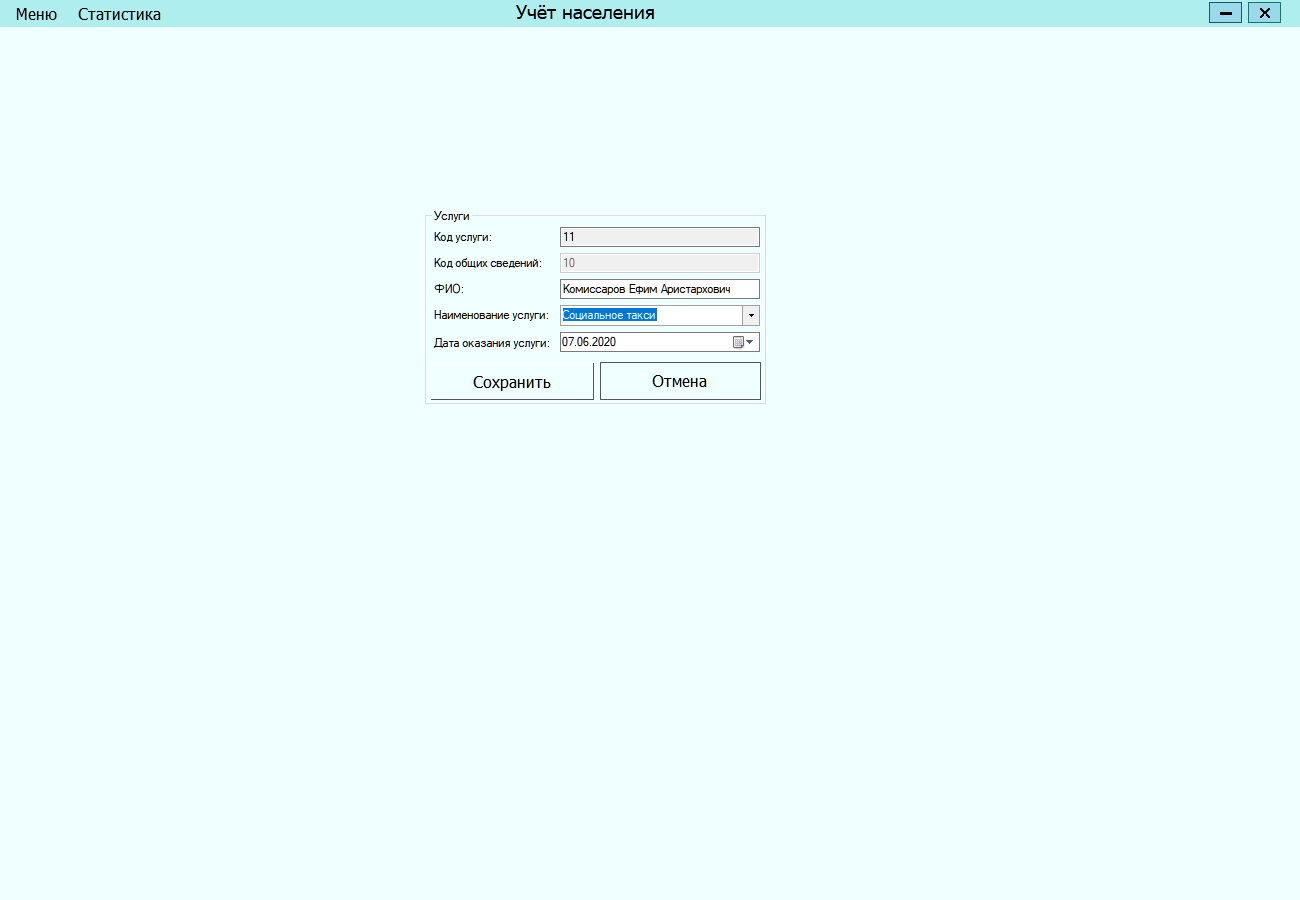 Меню Статистика Учёт населения
Услуги
Код услуги: 11
Код общих сведений: 10
ФИО: Комиссаров Ефим Аристархович
Наименование услуги: Социальное такси
Дата оказания услуги: 07.06.2020
Сохранить Отмена